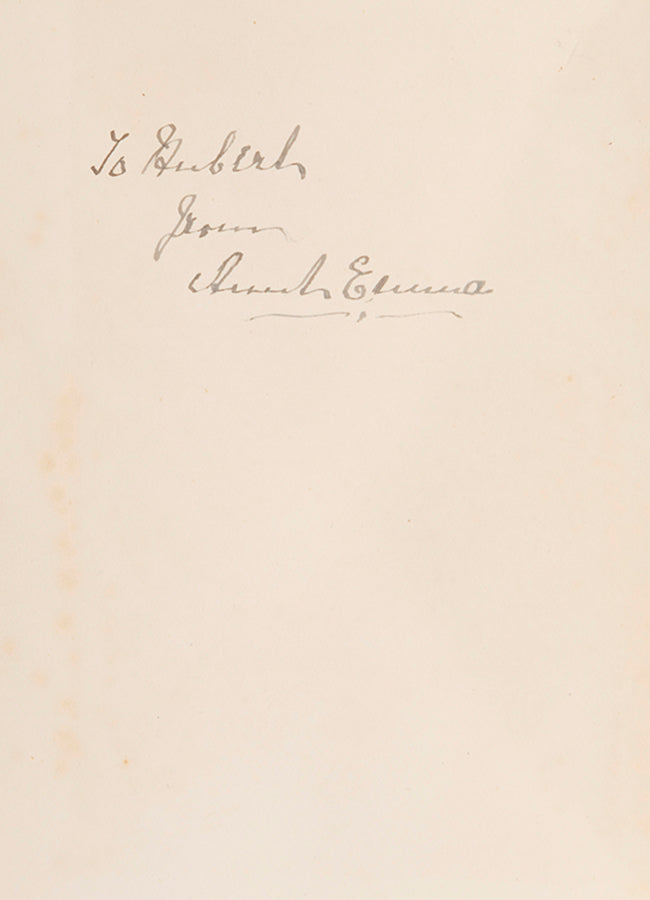 To Hubert
from
Aunt Emma